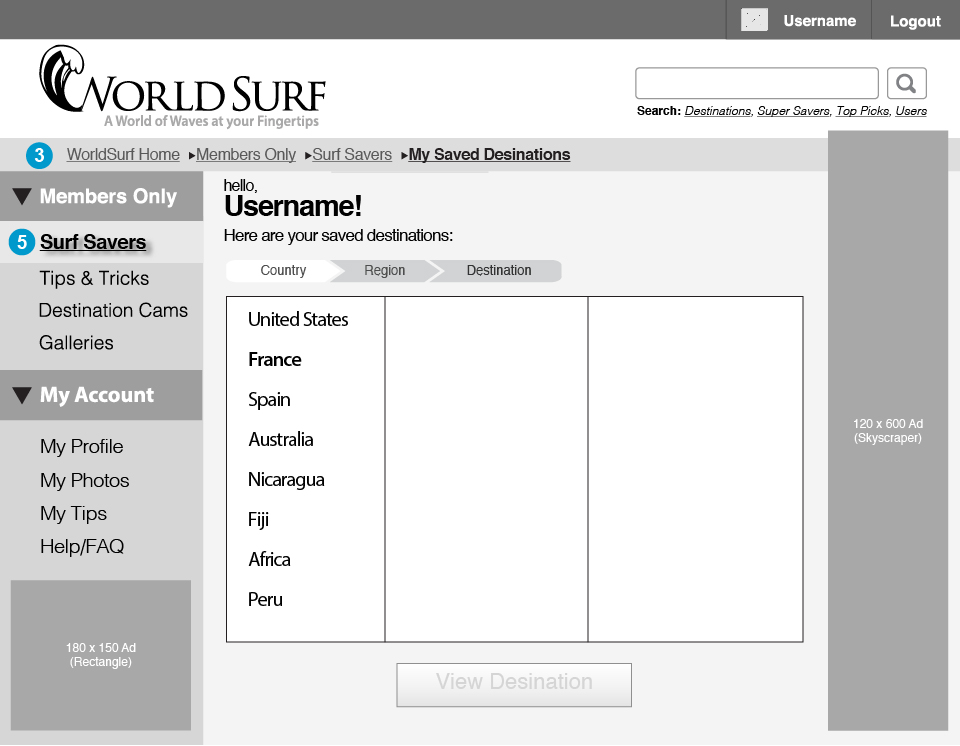 Username Logout
WORLD SURF
A World of Waves at your Fingertips
Search: Destinations, Super Savers, Top Picks, Users
3 WorldSurf Home ▸Members Only ▸Surf Savers ▸My Saved Desinations
▼ Members Only
5 Surf Savers
Tips & Tricks
Destination Cams
Galleries
▼ My Account
My Profile
My Photos
My Tips
Help/FAQ
180 x 150 Ad
(Rectangle)
hello,
Username!
Here are your saved destinations:
Country Region Destination
United States
France
Spain
Australia
Nicaragua
Fiji
Africa
Peru
View Desination
120 x 600 Ad
(Skyscraper)